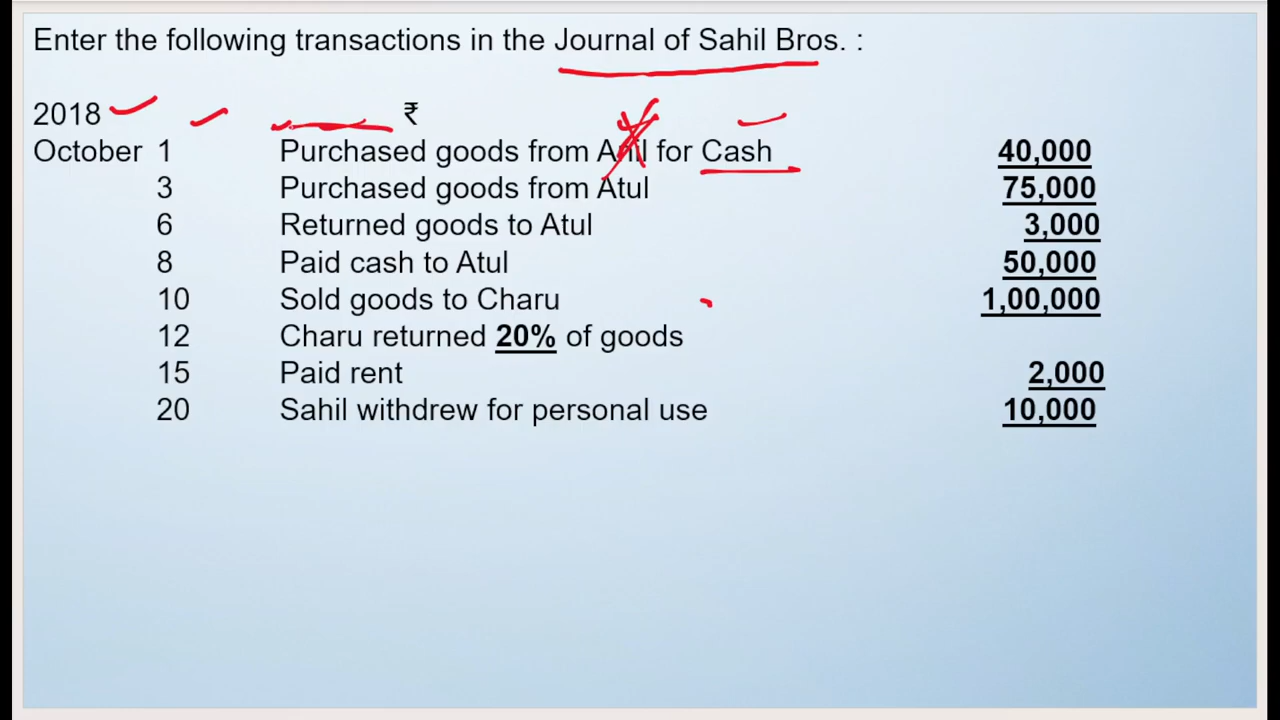 Enter the following transactions in the Journal of Sahil Bros. :
2018 ₹
October 1 Purchased goods from Anil for Cash 40,000
3 Purchased goods from Atul 75,000
6 Returned goods to Atul 3,000
8 Paid cash to Atul 50,000
10 Sold goods to Charu 1,00,000
12 Charu returned 20% of goods
15 Paid rent 2,000
20 Sahil withdrew for personal use 10,000